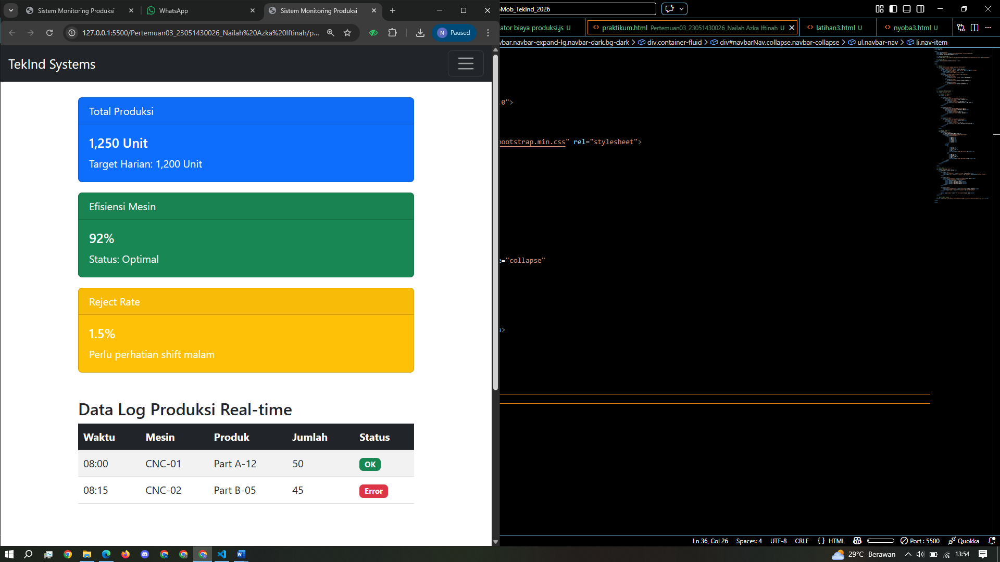 Sistem Monitoring Produksi
WhatsApp
Sistem Monitoring Produksi
127.0.0.1:5500/Pertemuan03_23051430026_Nailah%20Azka%20Iftinah/p...
N Paused
TekInd Systems
Total Produksi
1,250 Unit
Target Harian: 1,200 Unit
Efisiensi Mesin
92%
Status: Optimal
Reject Rate
1.5%
Perlu perhatian shift malam
Data Log Produksi Real-time
Waktu Mesin Produk Jumlah Status
08:00 CNC-01 Part A-12 50 OK
08:15 CNC-02 Part B-05 45 Error
Mob_TekInd_2026
ator biaya produksi.js U
praktikum.html Pertemuan03_23051430026_Nailah Azka Iftinah U
latihan3.html U
nyoba3.html U
vbar.navbar-expand-lg.navbar-dark.bg-dark > div.container-fluid > div#navbarNav.collapse.navbar-collapse > ul.navbar-nav > li.nav-item
.0">
bootstrap.min.css" rel="stylesheet">
="collapse"
a>
Ln 36, Col 26 Spaces: 4 UTF-8 CRLF { } HTML Port : 5500 Quokka
29°C Berawan 13:54